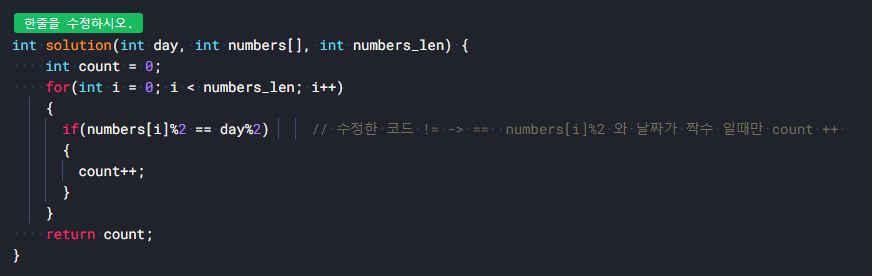 한줄을 수정하시오.
int solution(int day, int numbers[], int numbers_len) {
    int count = 0;
    for(int i = 0; i < numbers_len; i++)
    {
      if(numbers[i]%2 == day%2)     // 수정한 코드 != -> ==  numbers[i]%2 와 날짜가 짝수 일때만 count ++
      {
        count++;
      }
    }
    return count;
}